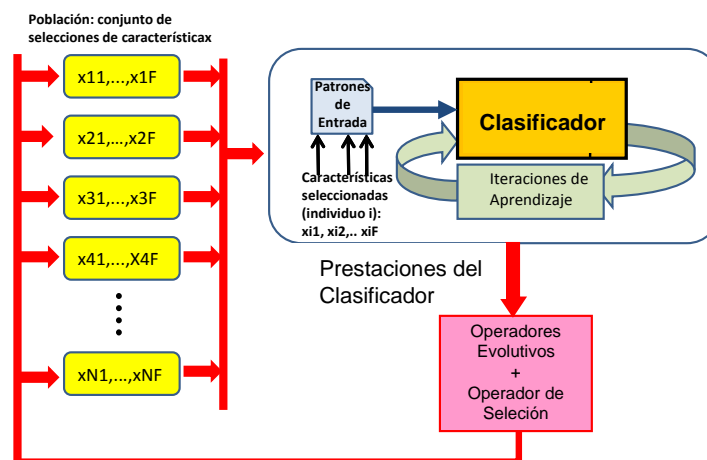 Población: conjunto de
selecciones de característicax
x11,...,x1F
x21,...,x2F
x31,...,x3F
x41,...,X4F
xN1,...,xNF
Patrones
de
Entrada
Clasificador
Iteraciones de
Aprendizaje
Características
seleccionadas
(individuo i):
xi1, xi2,.. xiF
Prestaciones del
Clasificador
Operadores
Evolutivos
+
Operador de
Seleción